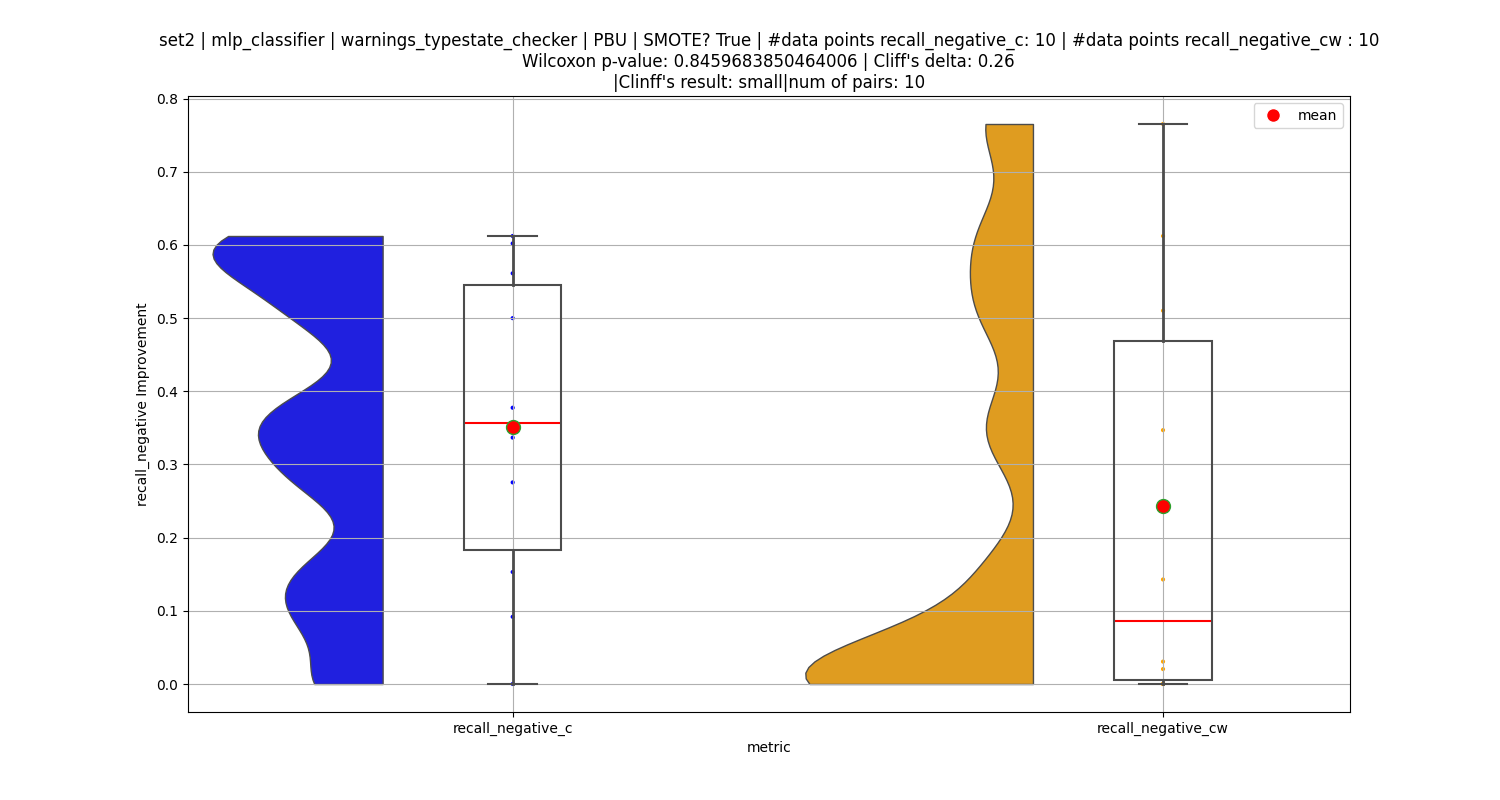 set2 | mlp_classifier | warnings_typestate_checker | PBU | SMOTE? True | #data points recall_negative_c: 10 | #data points recall_negative_cw : 10
Wilcoxon p-value: 0.8459683850464006 | Cliff's delta: 0.26
|Clinff's result: small|num of pairs: 10
mean
0.8
0.7
0.6
0.5
0.4
0.3
0.2
0.1
0.0
recall_negative Improvement
recall_negative_c
recall_negative_cw
metric